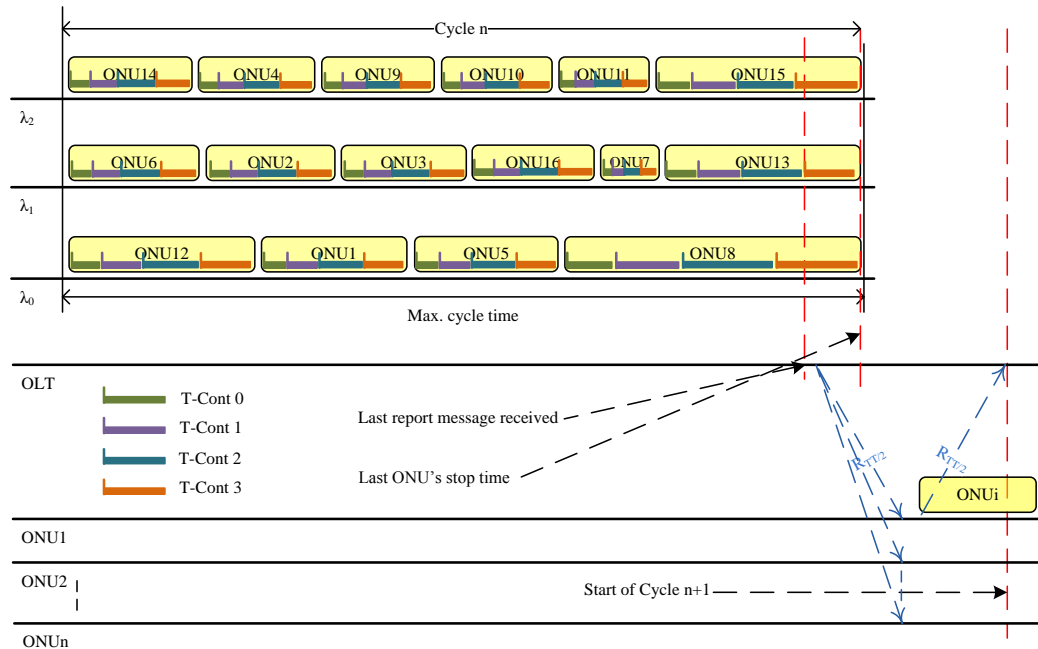 Cycle n
ONU14 ONU4 ONU9 ONU10 ONU11 ONU15
λ2
ONU6 ONU2 ONU3 ONU16 ONU7 ONU13
λ1
ONU12 ONU1 ONU5 ONU8
λ0
Max. cycle time
OLT
T-Cont 0
T-Cont 1
T-Cont 2
T-Cont 3
Last report message received
Last ONU's stop time
RTT/2
RTT/2
ONUi
ONU1
ONU2
Start of Cycle n+1
ONUn